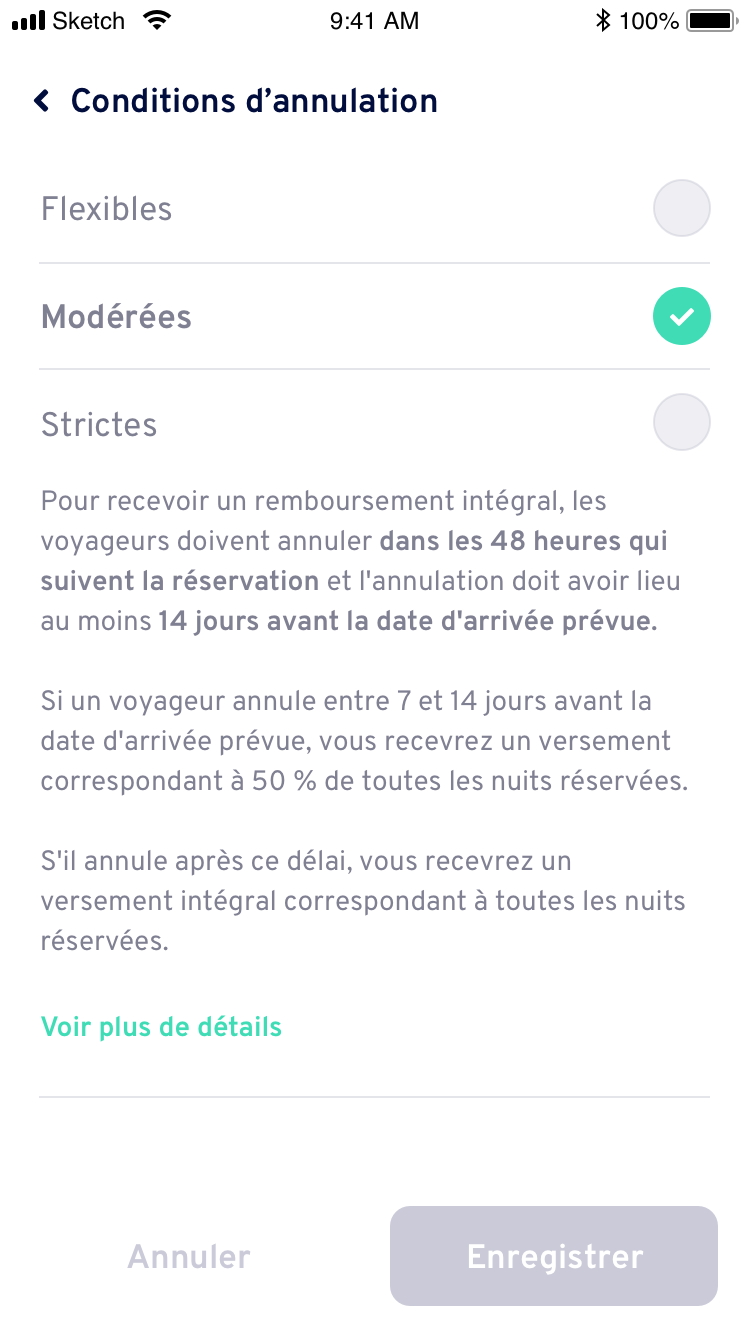 Sketch 9:41 AM 100%
Conditions d’annulation
Flexibles
Modérées
Strictes
Pour recevoir un remboursement intégral, les
voyageurs doivent annuler dans les 48 heures qui
suivent la réservation et l'annulation doit avoir lieu
au moins 14 jours avant la date d'arrivée prévue.
Si un voyageur annule entre 7 et 14 jours avant la
date d'arrivée prévue, vous recevrez un versement
correspondant à 50 % de toutes les nuits réservées.
S'il annule après ce délai, vous recevrez un
versement intégral correspondant à toutes les nuits
réservées.
Voir plus de détails
Annuler Enregistrer